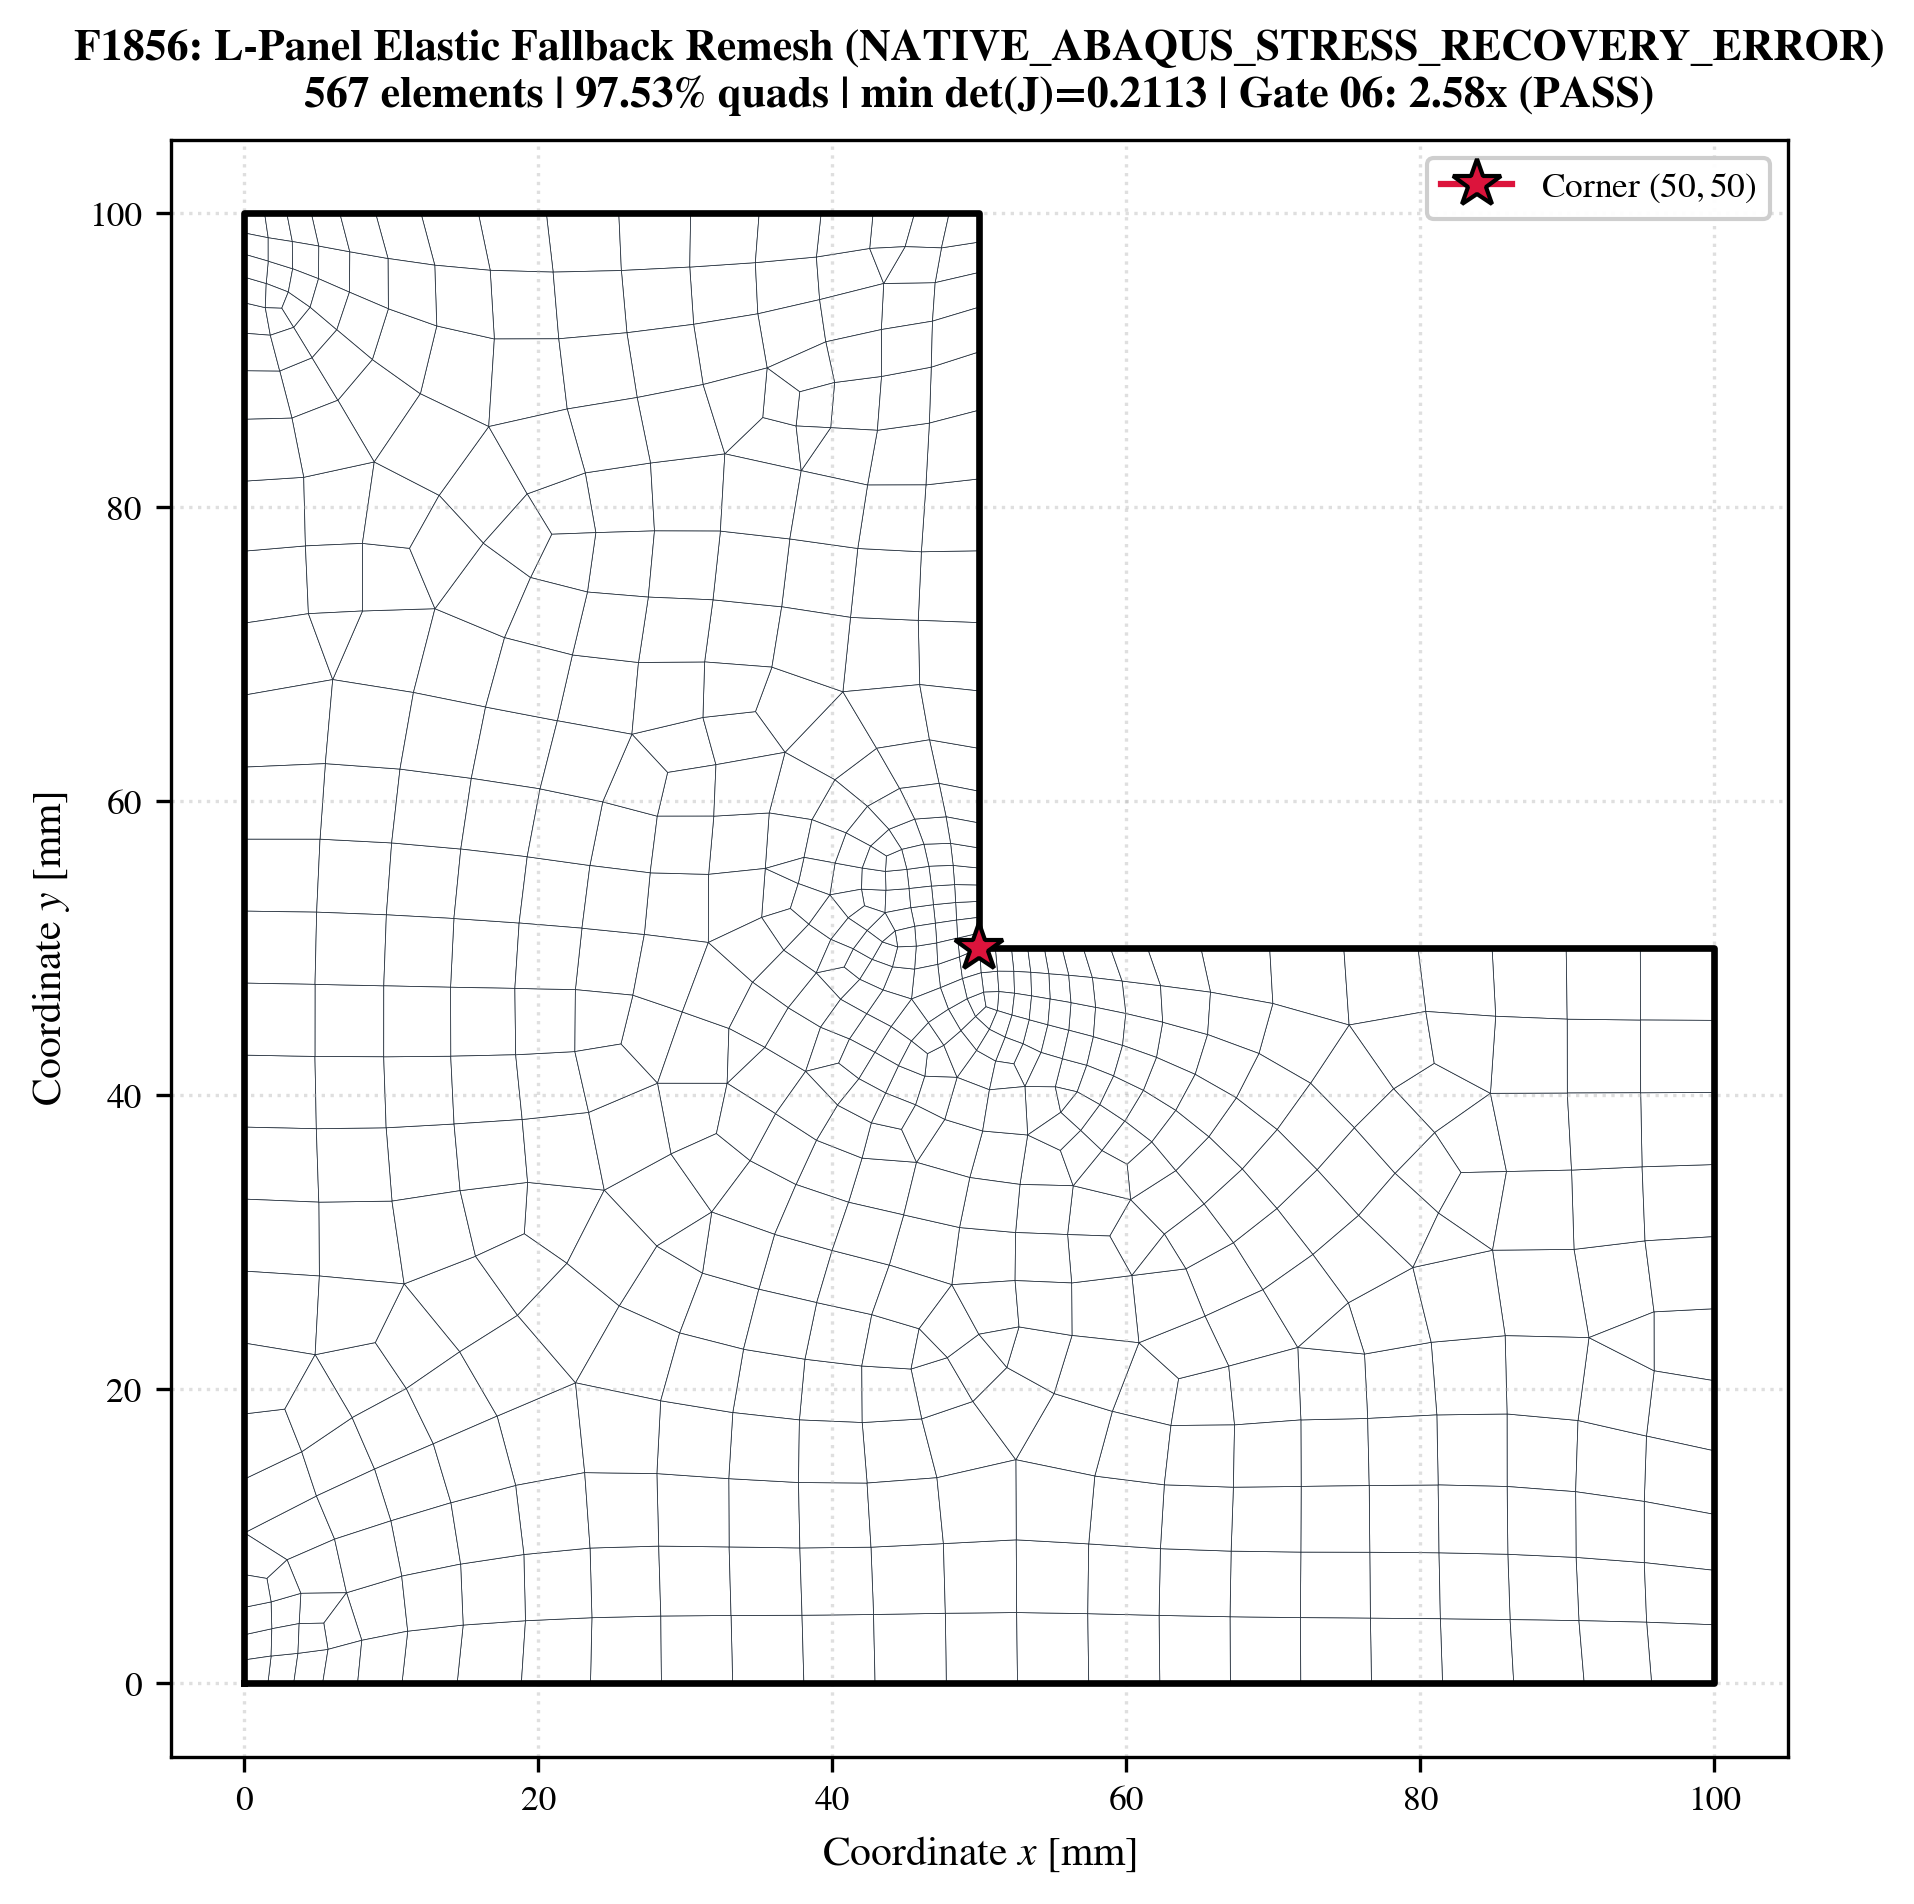 F1856: L-Panel Elastic Fallback Remesh (NATIVE_ABAQUS_STRESS_RECOVERY_ERROR)
567 elements | 97.53% quads | min det(J)=0.2113 | Gate 06: 2.58x (PASS)
Corner (50, 50)
100
80
60
40
20
0
Coordinate y [mm]
0 20 40 60 80 100
Coordinate x [mm]